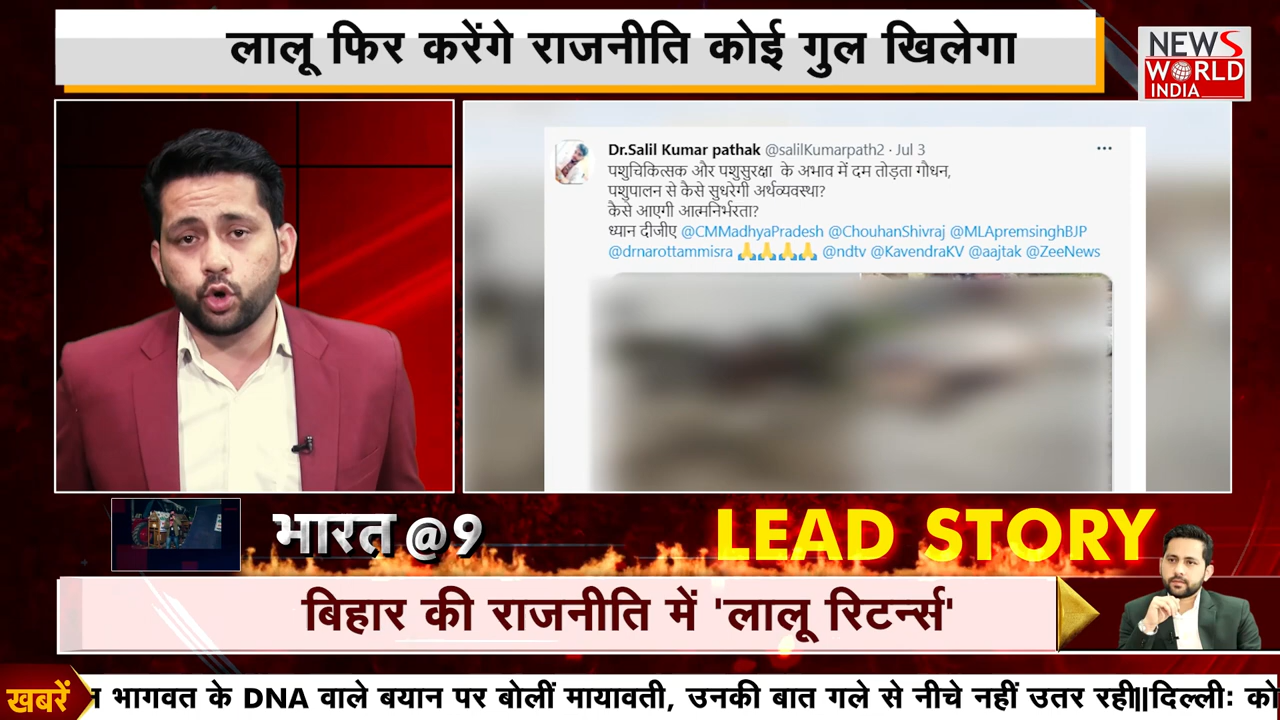 लालू फिर करेंगे राजनीति कोई गुल खिलेगा
NEWS
WORLD
INDIA
Dr.Salil Kumar pathak @salilKumarpath2 · Jul 3
पशुचिकित्सक और पशुसुरक्षा के अभाव में दम तोड़ता गौधन,
पशुपालन से कैसे सुधरेगी अर्थव्यवस्था?
कैसे आएगी आत्मनिर्भरता?
ध्यान दीजीए @CMMadhyaPradesh @ChouhanShivraj @MLApremsinghBJP
@drnarottammisra 🙏🙏🙏🙏 @ndtv @KavendraKV @aajtak @ZeeNews
भारत @9
LEAD STORY
बिहार की राजनीति में 'लालू रिटर्न्स'
खबरें
भागवत के DNA वाले बयान पर बोलीं मायावती, उनकी बात गले से नीचे नहीं उतर रही||दिल्लीः